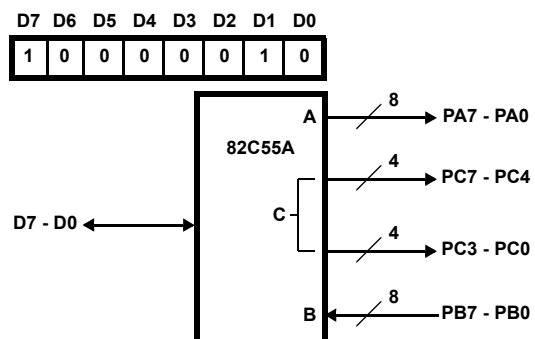 D7 D6 D5 D4 D3 D2 D1 D0
1 0 0 0 0 0 1 0
A 8 PA7 - PA0
82C55A
4 PC7 - PC4
C
D7 - D0
4 PC3 - PC0
B 8 PB7 - PB0